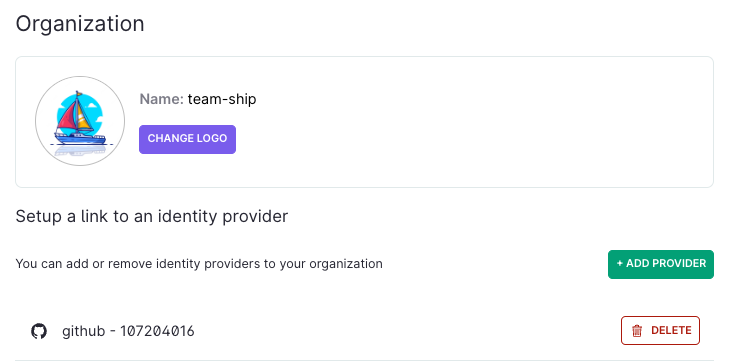 Organization
Name: team-ship
CHANGE LOGO
Setup a link to an identity provider
You can add or remove identity providers to your organization
+ ADD PROVIDER
github - 107204016
DELETE